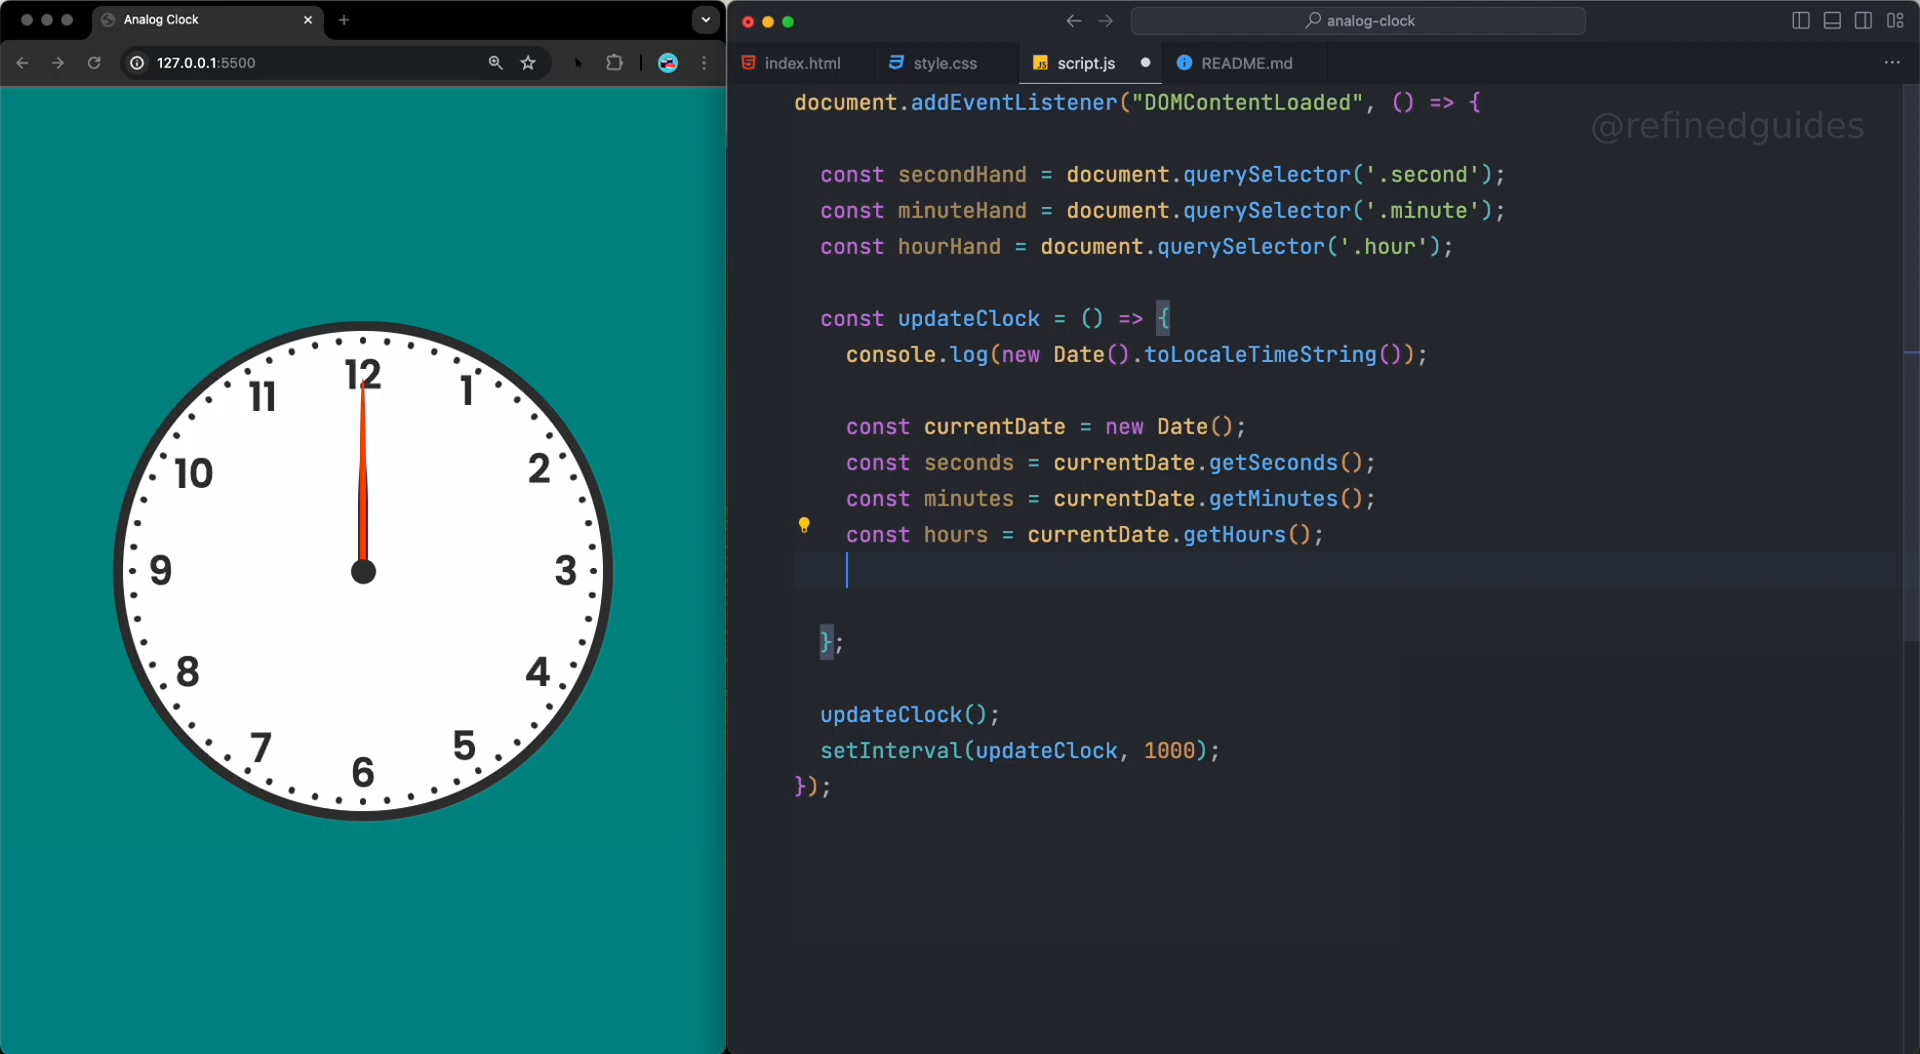 Analog Clock
127.0.0.1:5500
12
1
2
3
4
5
6
7
8
9
10
11
analog-clock
index.html
style.css
JS script.js
README.md
@refinedguides
document.addEventListener("DOMContentLoaded", () => {
const secondHand = document.querySelector('.second');
const minuteHand = document.querySelector('.minute');
const hourHand = document.querySelector('.hour');
const updateClock = () => {
console.log(new Date().toLocaleTimeString());
const currentDate = new Date();
const seconds = currentDate.getSeconds();
const minutes = currentDate.getMinutes();
const hours = currentDate.getHours();
};
updateClock();
setInterval(updateClock, 1000);
});